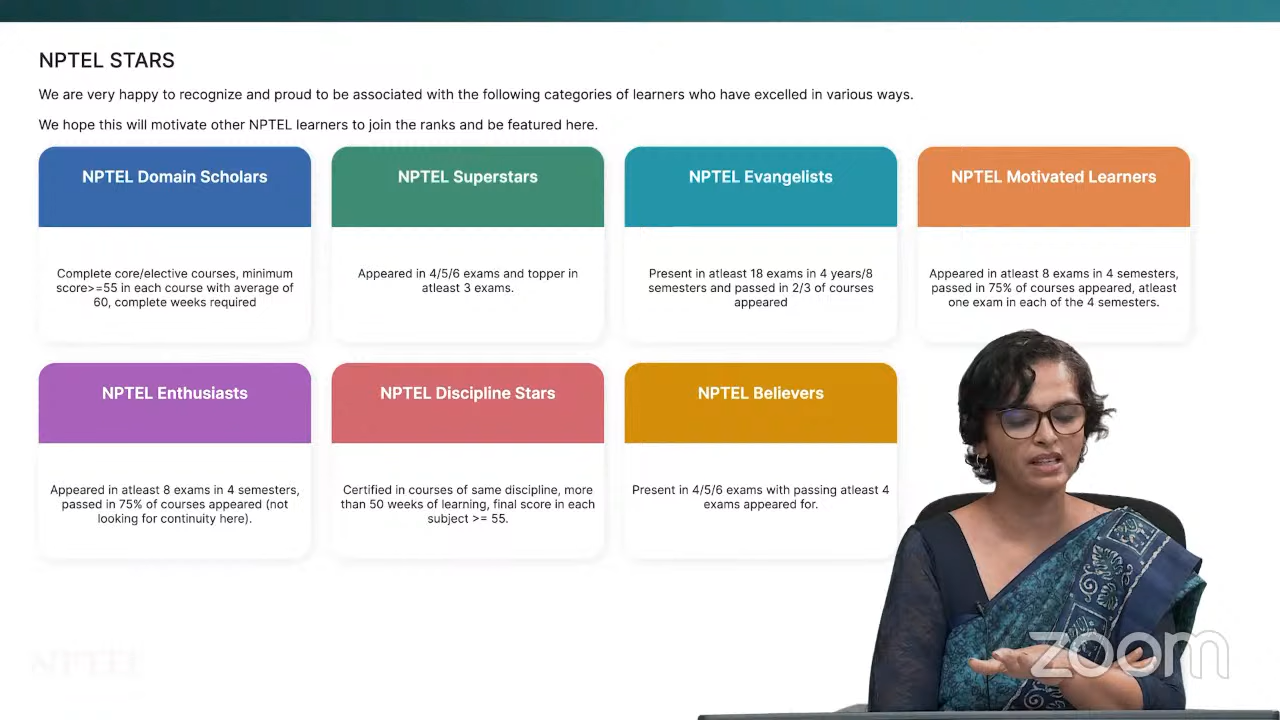 NPTEL STARS
We are very happy to recognize and proud to be associated with the following categories of learners who have excelled in various ways.
We hope this will motivate other NPTEL learners to join the ranks and be featured here.
NPTEL Domain Scholars
Complete core/elective courses, minimum
score>=55 in each course with average of
60, complete weeks required
NPTEL Superstars
Appeared in 4/5/6 exams and topper in
atleast 3 exams.
NPTEL Evangelists
Present in atleast 18 exams in 4 years/8
semesters and passed in 2/3 of courses
appeared
NPTEL Motivated Learners
Appeared in atleast 8 exams in 4 semesters,
passed in 75% of courses appeared, atleast
one exam in each of the 4 semesters.
NPTEL Enthusiasts
Appeared in atleast 8 exams in 4 semesters,
passed in 75% of courses appeared (not
looking for continuity here).
NPTEL Discipline Stars
Certified in courses of same discipline, more
than 50 weeks of learning, final score in each
subject >= 55.
NPTEL Believers
Present in 4/5/6 exams with passing atleast 4
exams appeared for.
NPTEL
zoom